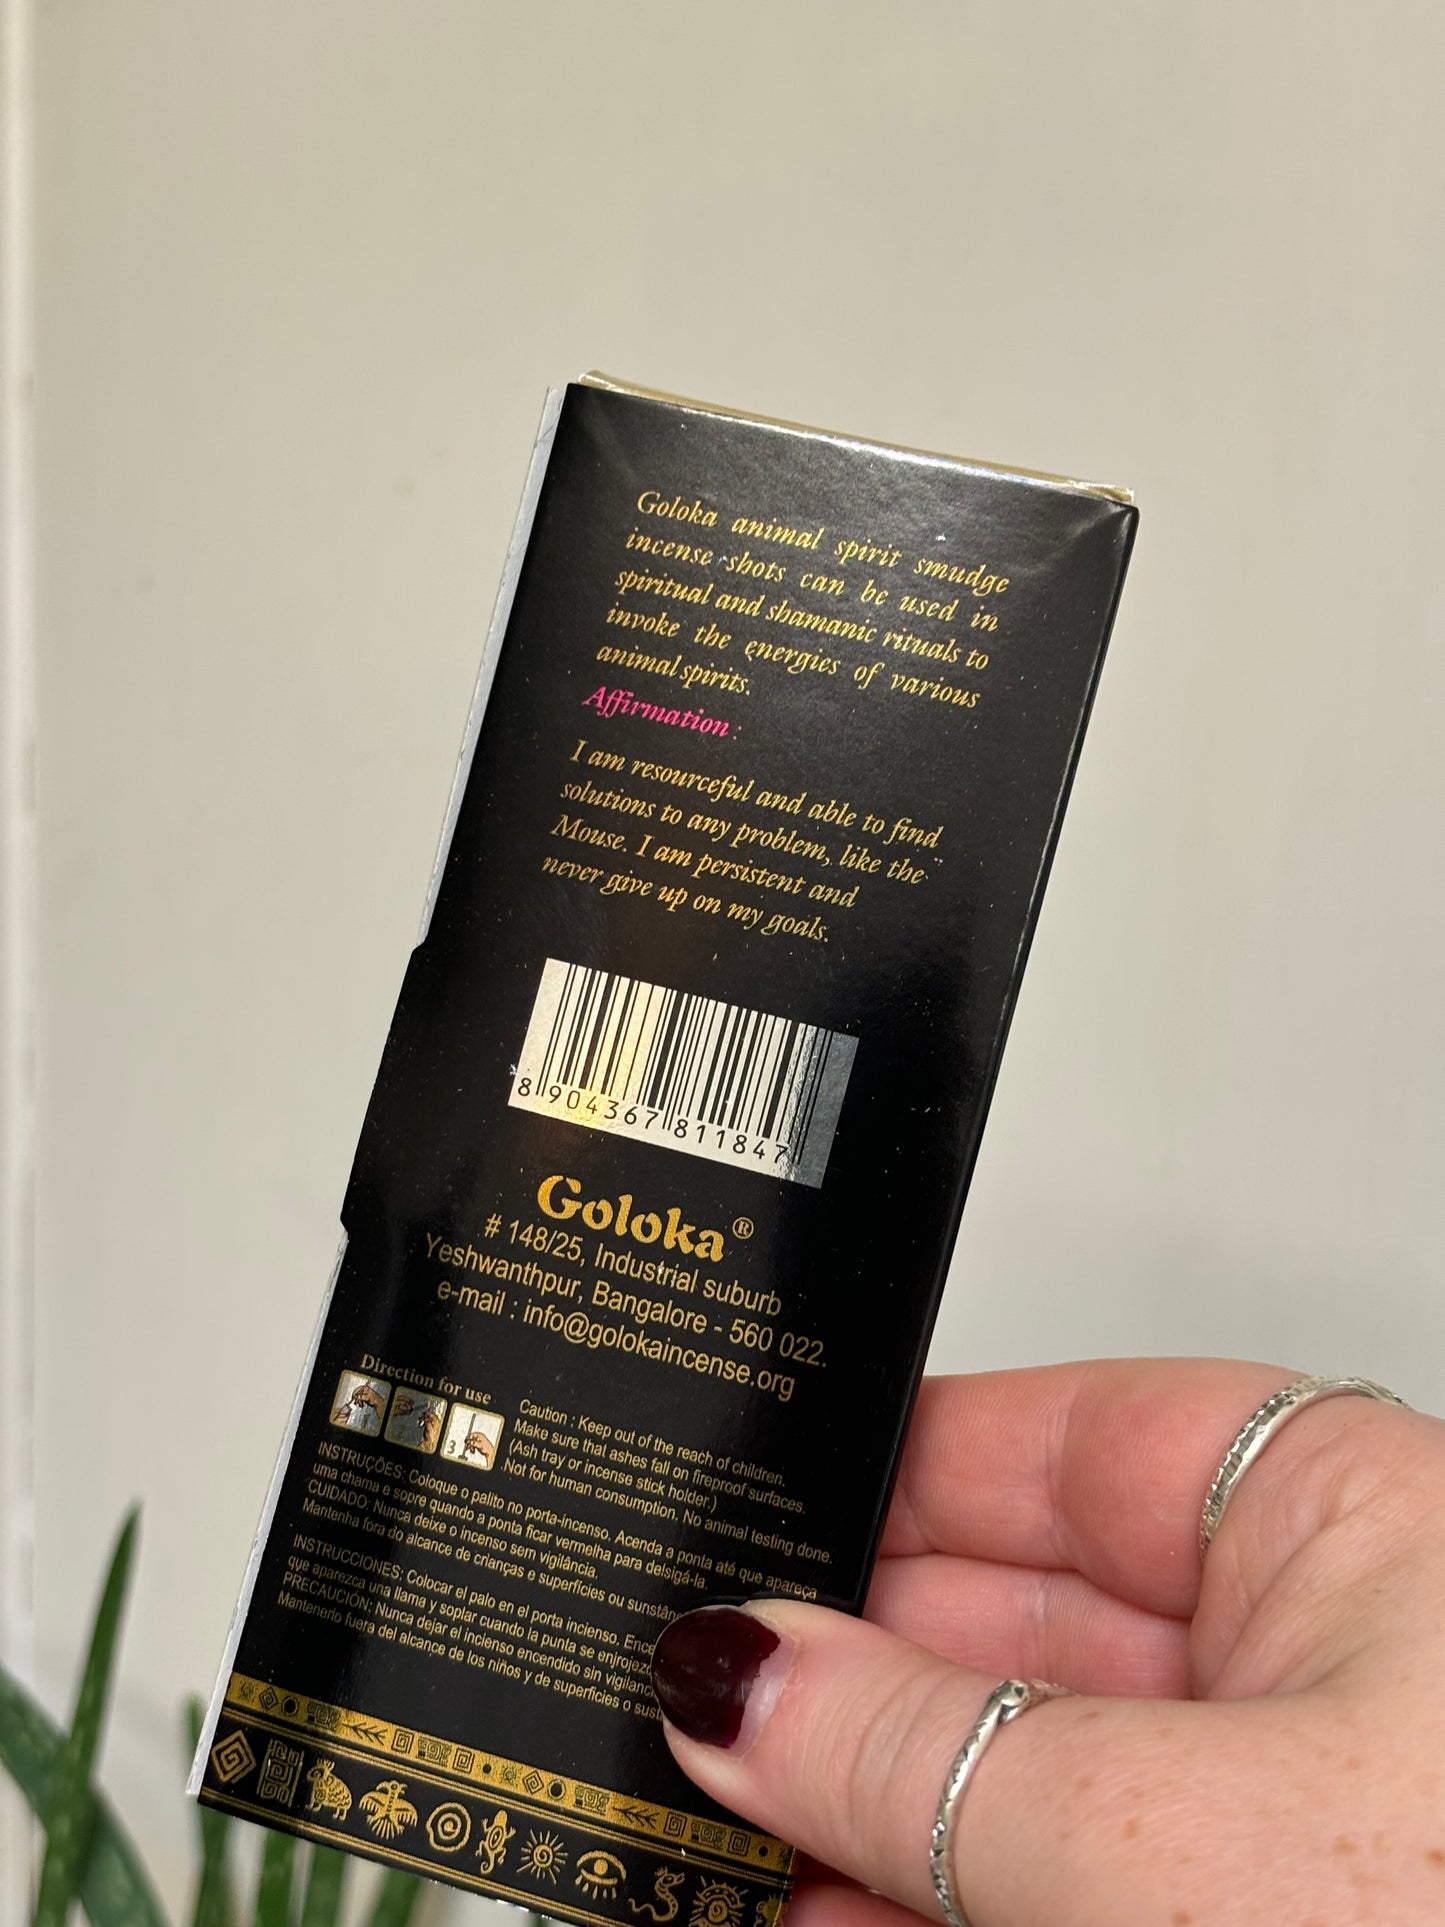 Goloka animal spirit smudge
incense shots can be used in
spiritual and shamanic rituals to
invoke the energies of various
animal spirits.
Affirmation :
I am resourceful and able to find
solutions to any problem, like the
Mouse. I am persistent and
never give up on my goals.
8 904367 811847
Goloka®
# 148/25, Industrial suburb
Yeshwanthpur, Bangalore - 560 022.
e-mail : info@golokaincense.org
Direction for use
2
3
Caution : Keep out of the reach of children.
Make sure that ashes fall on fireproof surfaces.
(Ash tray or incense stick holder.)
Not for human consumption. No animal testing done.
INSTRUÇÕES: Coloque o palito no porta-incenso. Acenda a ponta até que apareça
uma chama e sopre quando a ponta ficar vermelha para delsigá-la.
CUIDADO: Nunca deixe o incenso sem vigilância.
Mantenha fora do alcance de crianças e superfícies ou
INSTRUCCIONES: Colocar el palo en el porta incienso.
que aparezca una llama y soplar cuando la punta se
PRECAUCIÓN: Nunca dejar el incienso encendido sin
Mantenerlo fuera del alcance de los niños y de superficies o